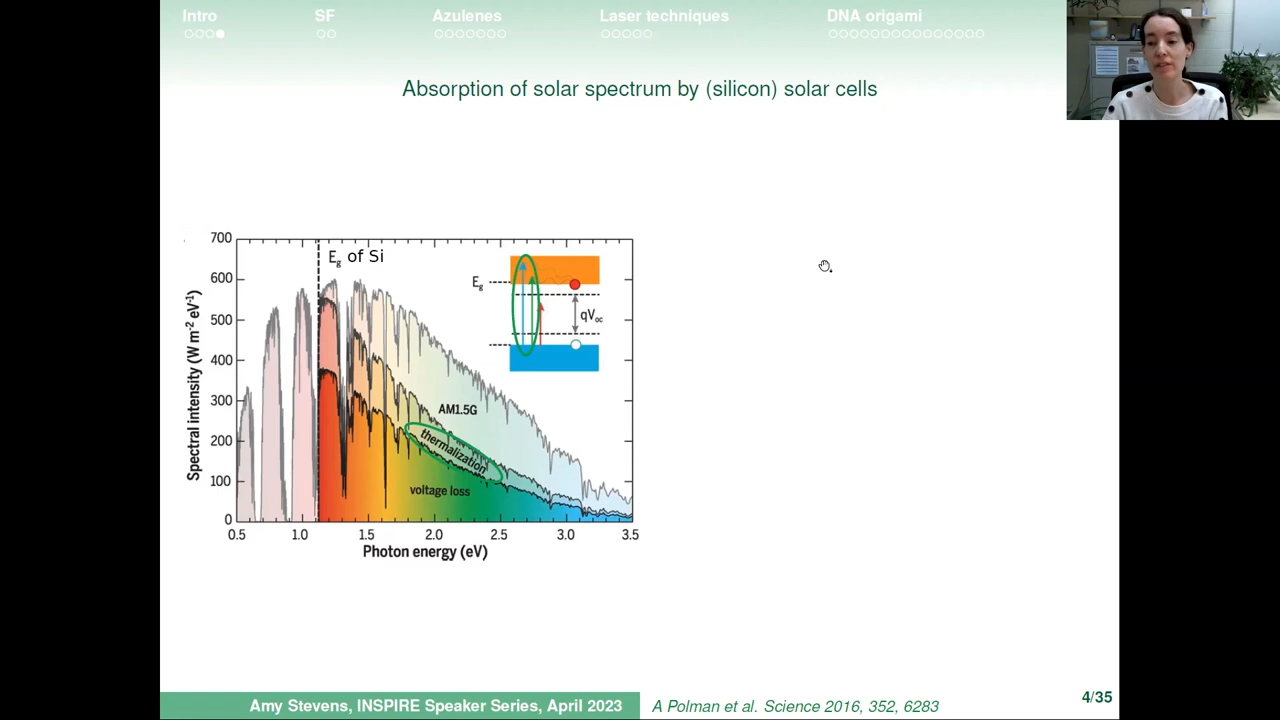 Intro SF Azulenes Laser techniques DNA origami
Absorption of solar spectrum by (silicon) solar cells
Spectral intensity (W m-2 eV-1)
700
600
500
400
300
200
100
0
Eg of Si
Eg
qVoc
AM1.5G
thermalization
voltage loss
0.5 1.0 1.5 2.0 2.5 3.0 3.5
Photon energy (eV)
Amy Stevens, INSPIRE Speaker Series, April 2023
A Polman et al. Science 2016, 352, 6283
4/35